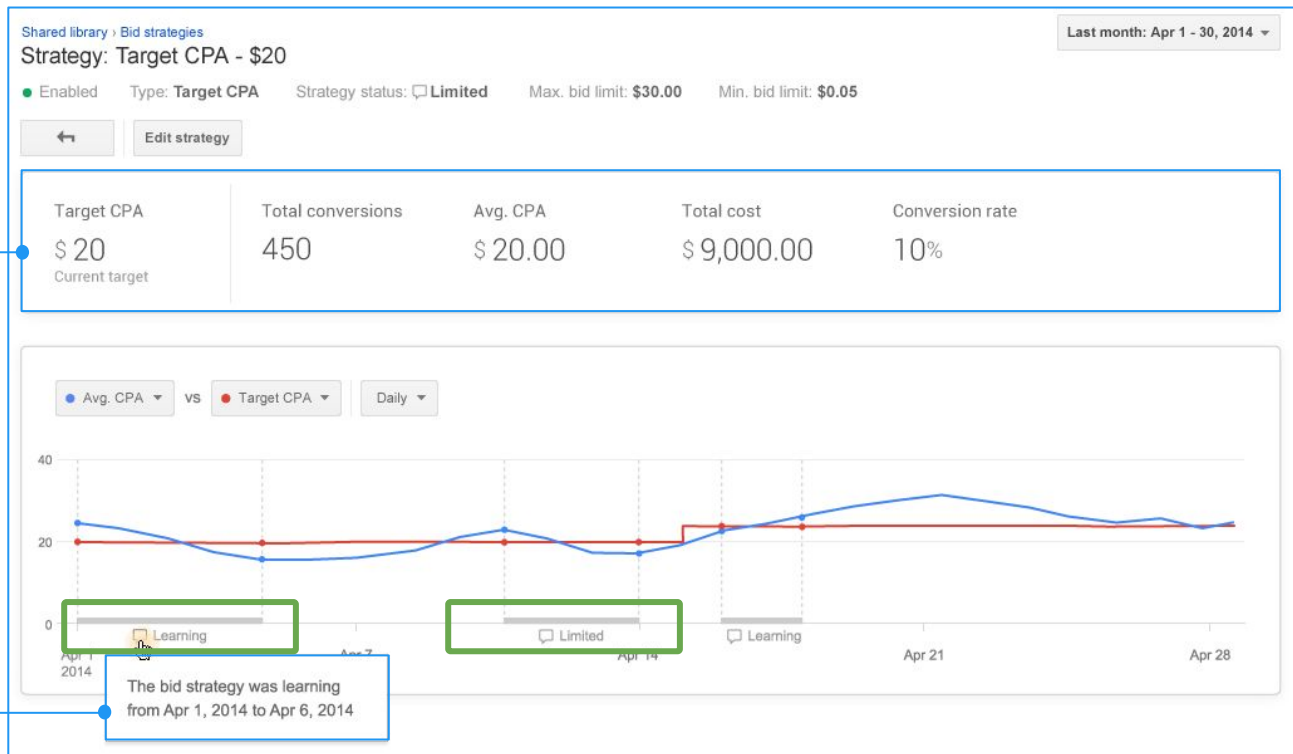 Shared library › Bid strategies
Last month: Apr 1 - 30, 2014
Strategy: Target CPA - $20
Enabled Type: Target CPA Strategy status: Limited Max. bid limit: $30.00 Min. bid limit: $0.05
Edit strategy
Target CPA Total conversions Avg. CPA Total cost Conversion rate
$ 20 450 $ 20.00 $ 9,000.00 10%
Current target
Avg. CPA vs Target CPA Daily
40
20
0
Learning Limited Learning
Apr 1 Apr 7 Apr 14 Apr 21 Apr 28
2014
The bid strategy was learning
from Apr 1, 2014 to Apr 6, 2014